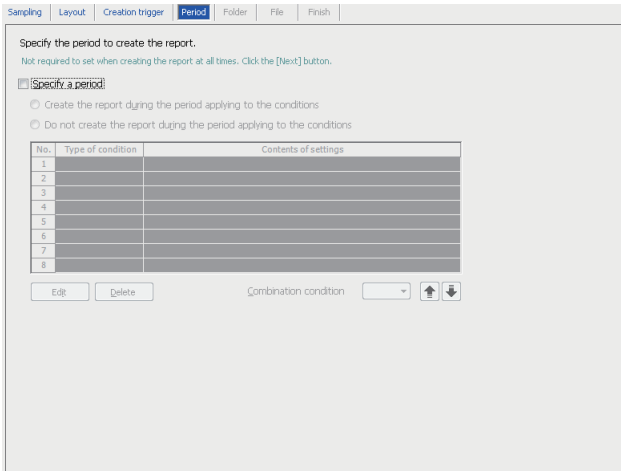 Sampling Layout Creation trigger Period Folder File Finish
Specify the period to create the report.
Not required to set when creating the report at all times. Click the [Next] button.
Specify a period
Create the report during the period applying to the conditions
Do not create the report during the period applying to the conditions
No. Type of condition Contents of settings
1
2
3
4
5
6
7
8
Edit Delete Combination condition